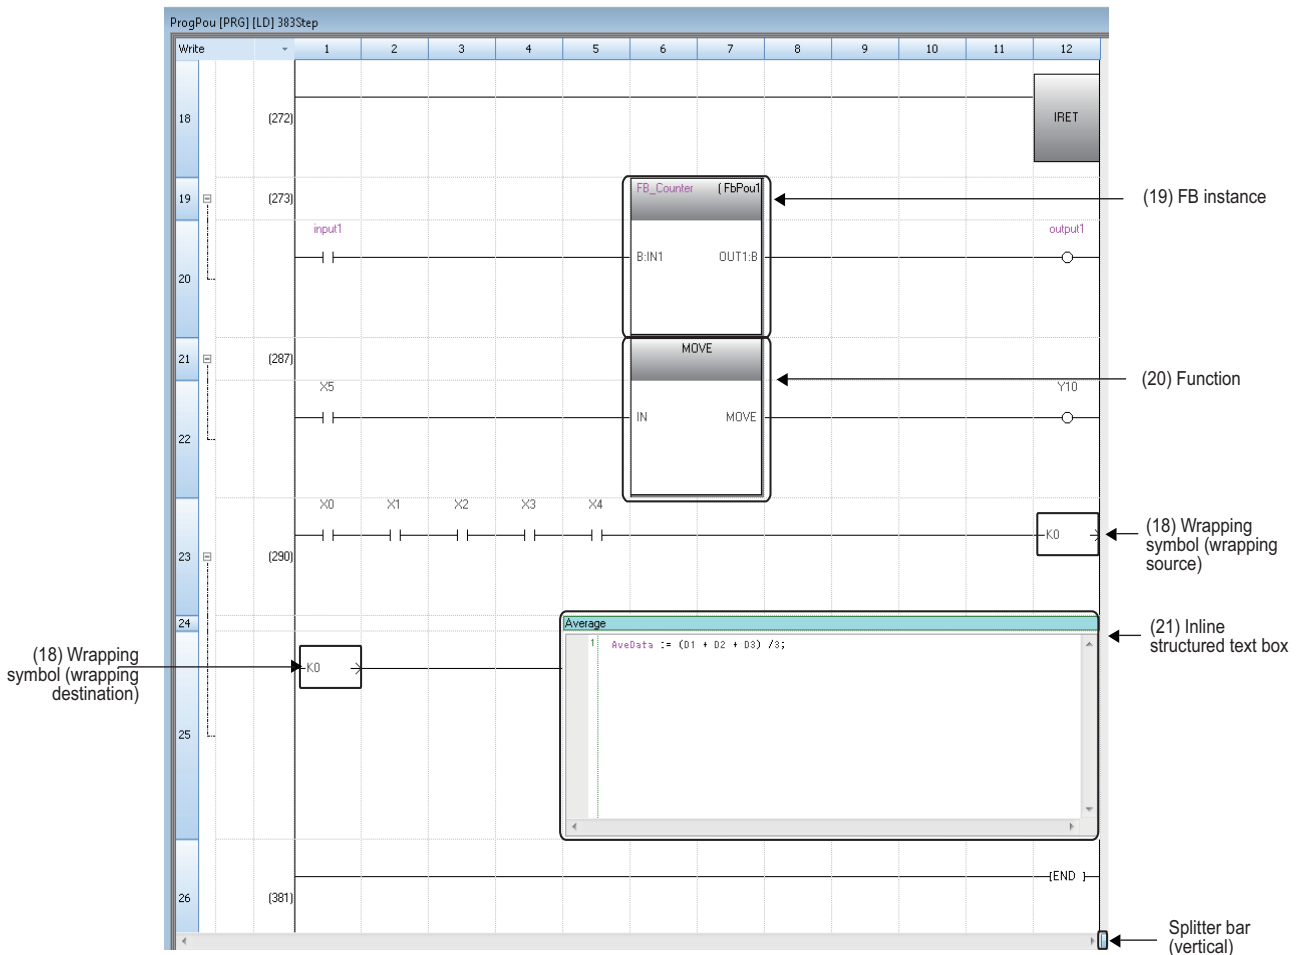 ProgPou [PRG] [LD] 383Step
Write 1 2 3 4 5 6 7 8 9 10 11 12
18 (272) IRET
19 (273) FB_Counter (FbPou1
(19) FB instance
input1 output1
B:IN1 OUT1:B
20
21 (287) MOVE
(20) Function
X5 Y10
IN MOVE
22
X0 X1 X2 X3 X4
K0
(18) Wrapping
symbol (wrapping
source)
23 (290)
24 Average
1 AveData := (D1 + D2 + D3) /3;
(21) Inline
structured text box
(18) Wrapping
symbol (wrapping
destination)
K0
25
[END ]
26 (381)
Splitter bar
(vertical)